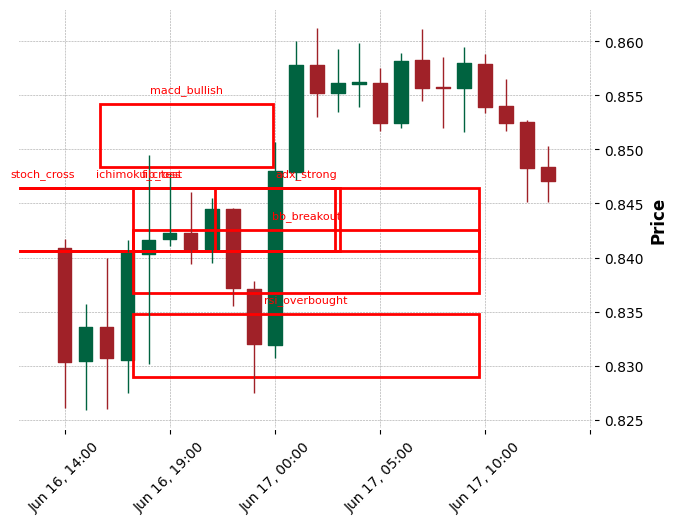 macd_bullish
stoch_cross
adx_strong
bb_breakout
rsi_overbought
0.860
0.855
0.850
0.845
0.840
0.835
0.830
0.825
Price
Jun 16, 14:00
Jun 16, 19:00
Jun 17, 00:00
Jun 17, 05:00
Jun 17, 10:00